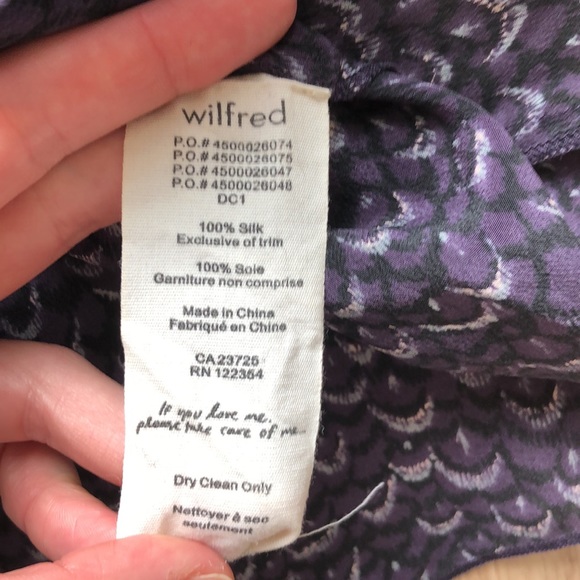 wilfred
P.O.# 4500026074
P.O.# 4500026075
P.O.# 4500026047
P.O.# 4500026048
DC1
100% Silk
Exclusive of trim
100% Soie
Garniture non comprise
Made in China
Fabriqué en Chine
CA 23725
RN 122354
If you love me,
please take care of me...
Dry Clean Only
Nettoyer à sec
seulement